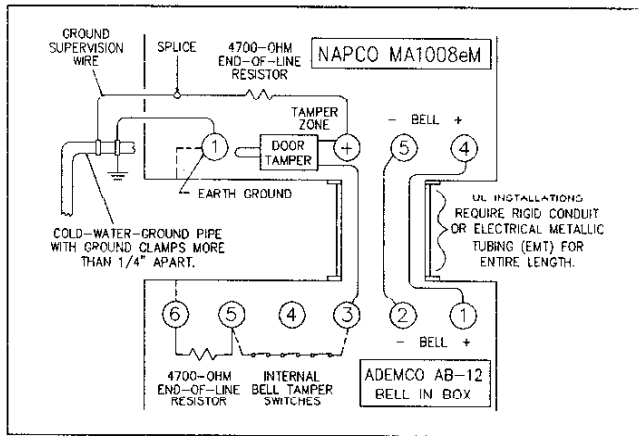 GROUND
SUPERVISION
WIRE
SPLICE
4700-OHM
END-OF-LINE
RESISTOR
NAPCO MA1008eM
TAMPER
ZONE
- BELL +
1
DOOR
TAMPER
+
5
4
EARTH GROUND
COLD-WATER-GROUND PIPE
WITH GROUND CLAMPS MORE
THAN 1/4" APART.
UL INSTALLATIONS
REQUIRE RIGID CONDUIT
OR ELECTRICAL METALLIC
TUBING (EMT) FOR
ENTIRE LENGTH.
6
5
4
3
2
1
- BELL +
4700-OHM
END-OF-LINE
RESISTOR
INTERNAL
BELL TAMPER
SWITCHES
ADEMCO AB-12
BELL IN BOX